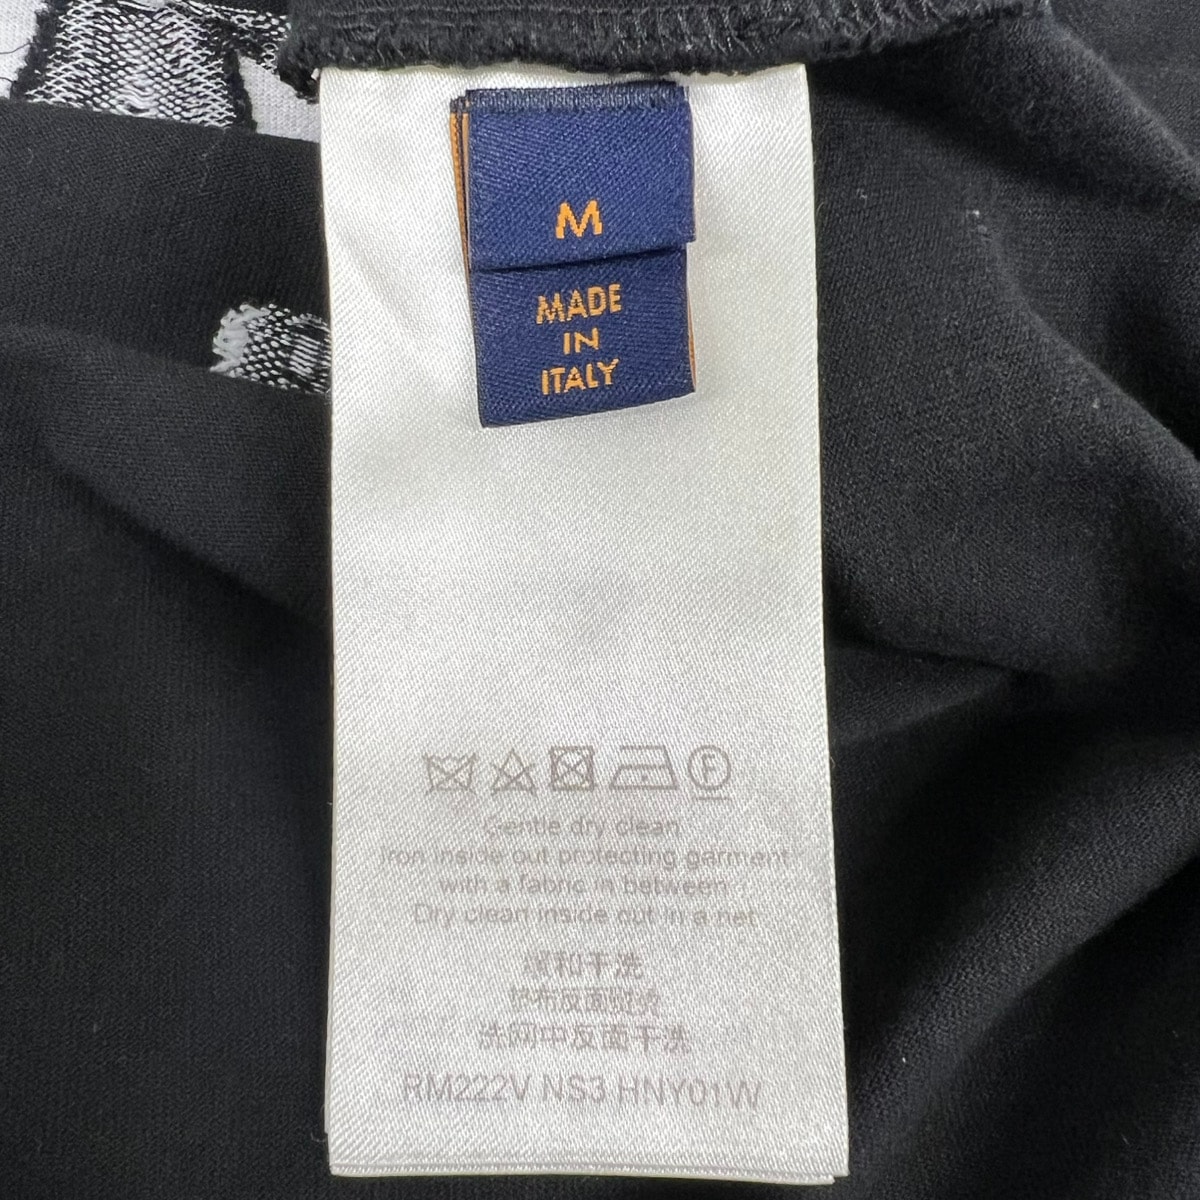 M
MADE
IN
ITALY
F
Gentle dry clean
Iron inside out protecting garment
with a fabric in between
Dry clean inside out in a net
缓和干洗
垫布反面熨烫
洗网中反面干洗
RM222V NS3 HNY01W